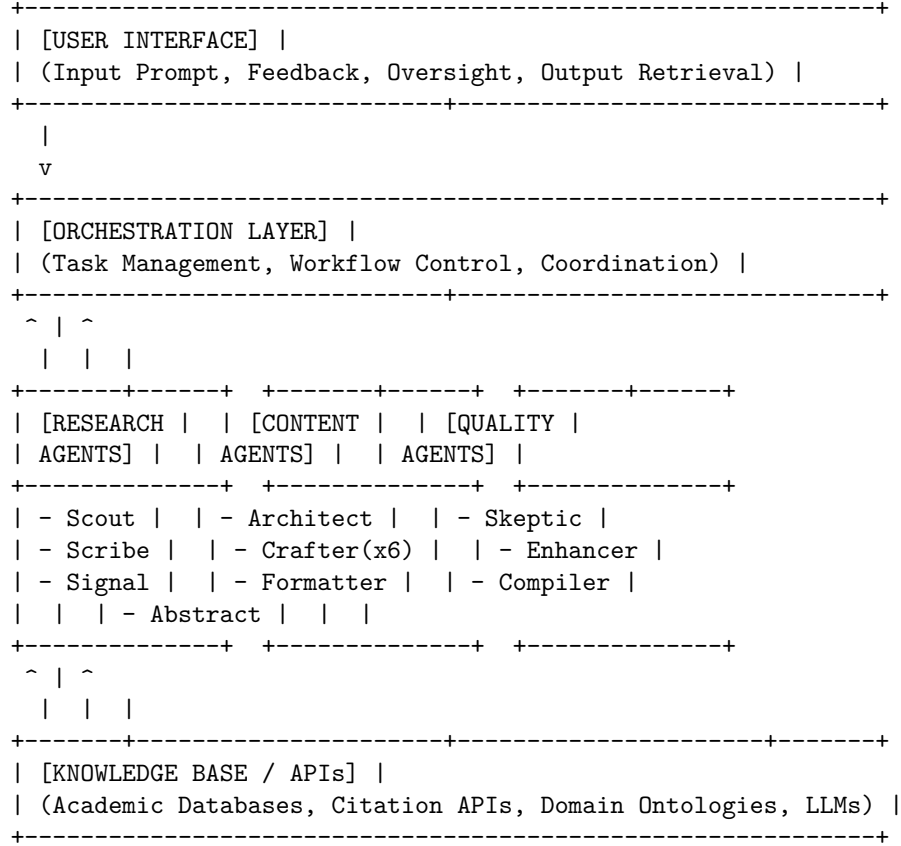 +------------------------------------------------------------+
| [USER INTERFACE] |
| (Input Prompt, Feedback, Oversight, Output Retrieval) |
+------------------------------+------------------------------+
|
v
+------------------------------------------------------------+
| [ORCHESTRATION LAYER] |
| (Task Management, Workflow Control, Coordination) |
+------------------------------+------------------------------+
^ | ^
| | |
+-------+------+ +-------+------+ +-------+------+
| [RESEARCH | | [CONTENT | | [QUALITY |
| AGENTS] | | AGENTS] | | AGENTS] |
+--------------+ +--------------+ +--------------+
| - Scout | | - Architect | | - Skeptic |
| - Scribe | | - Crafter(x6) | | - Enhancer |
| - Signal | | - Formatter | | - Compiler |
| | | - Abstract | | |
+--------------+ +--------------+ +--------------+
^ | ^
| | |
+-------+----------------------+----------------------+-------+
| [KNOWLEDGE BASE / APIs] |
| (Academic Databases, Citation APIs, Domain Ontologies, LLMs) |
+------------------------------------------------------------+